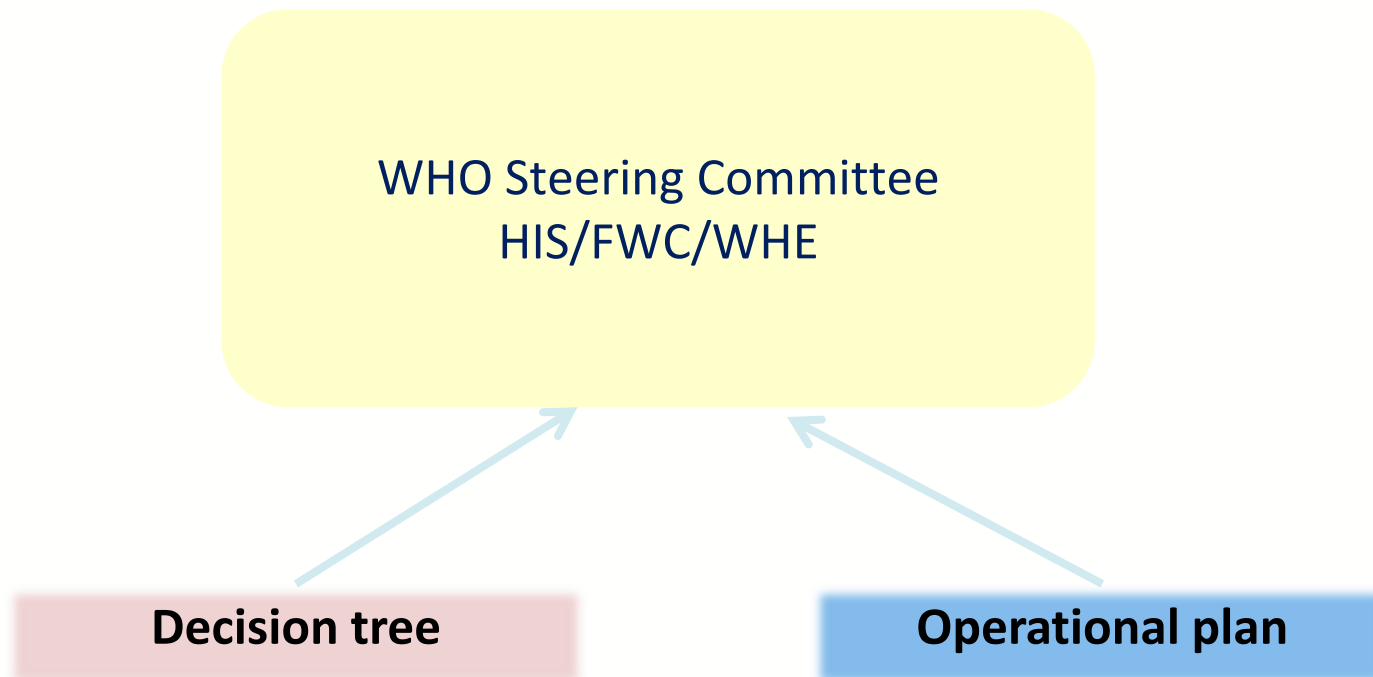 WHO Steering Committee
HIS/FWC/WHE
Decision tree
Operational plan